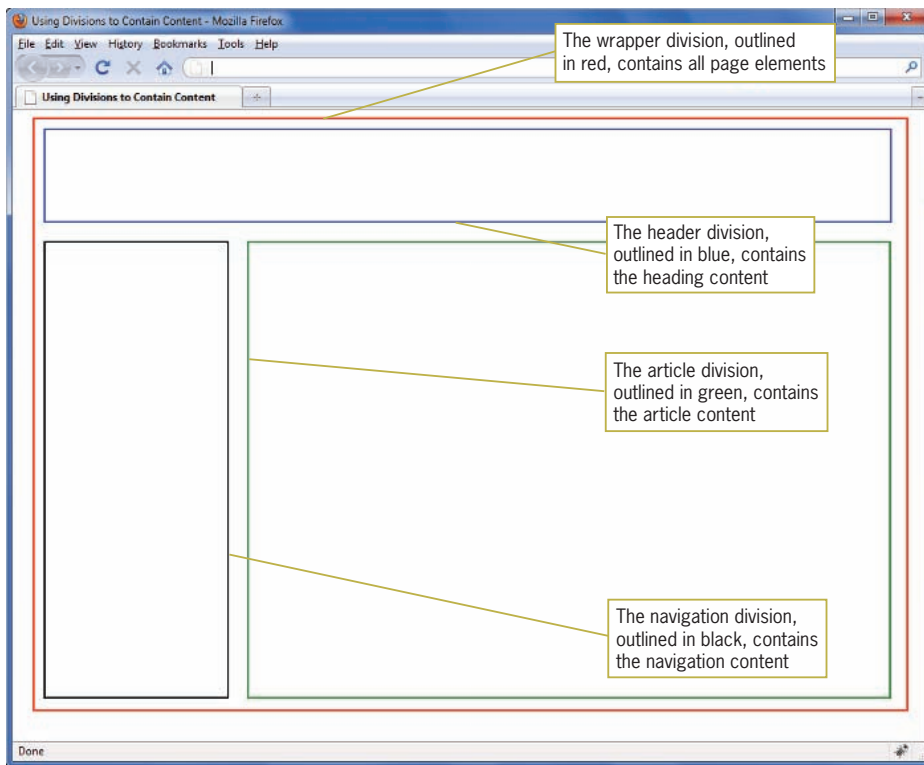 Using Divisions to Contain Content - Mozilla Firefox
File Edit View History Bookmarks Tools Help
Using Divisions to Contain Content
The wrapper division, outlined
in red, contains all page elements
The header division,
outlined in blue, contains
the heading content
The article division,
outlined in green, contains
the article content
The navigation division,
outlined in black, contains
the navigation content
Done